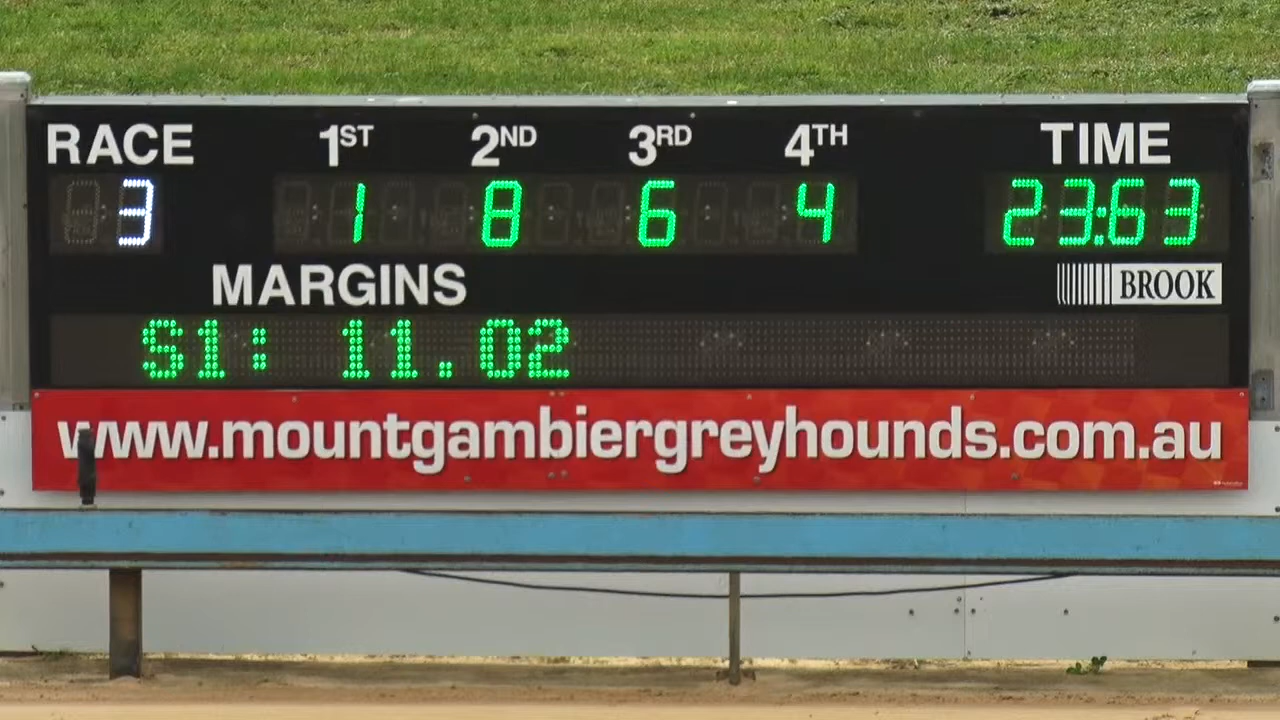 RACE 1ST 2ND 3RD 4TH TIME
3 1 8 6 4 23:63
MARGINS BROOK
S1: 11.02
www.mountgambiergreyhounds.com.au